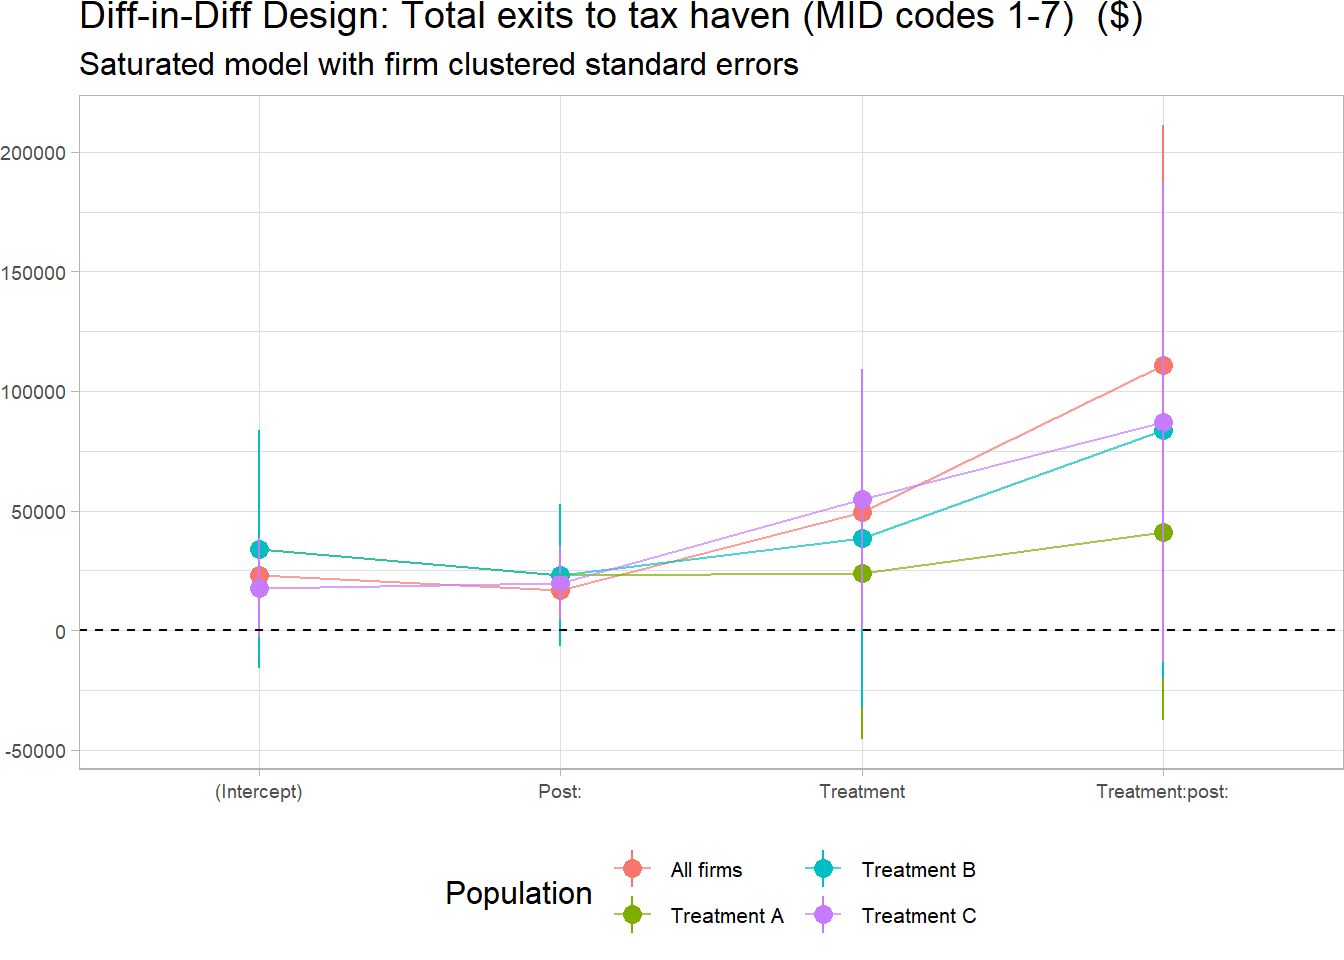 Diff-in-Diff Design: Total exits to tax haven (MID codes 1-7)  ($)
Saturated model with firm clustered standard errors
200000
150000
100000
50000
0
-50000
(Intercept) Post: Treatment Treatment:post:
Population
All firms
Treatment A
Treatment B
Treatment C